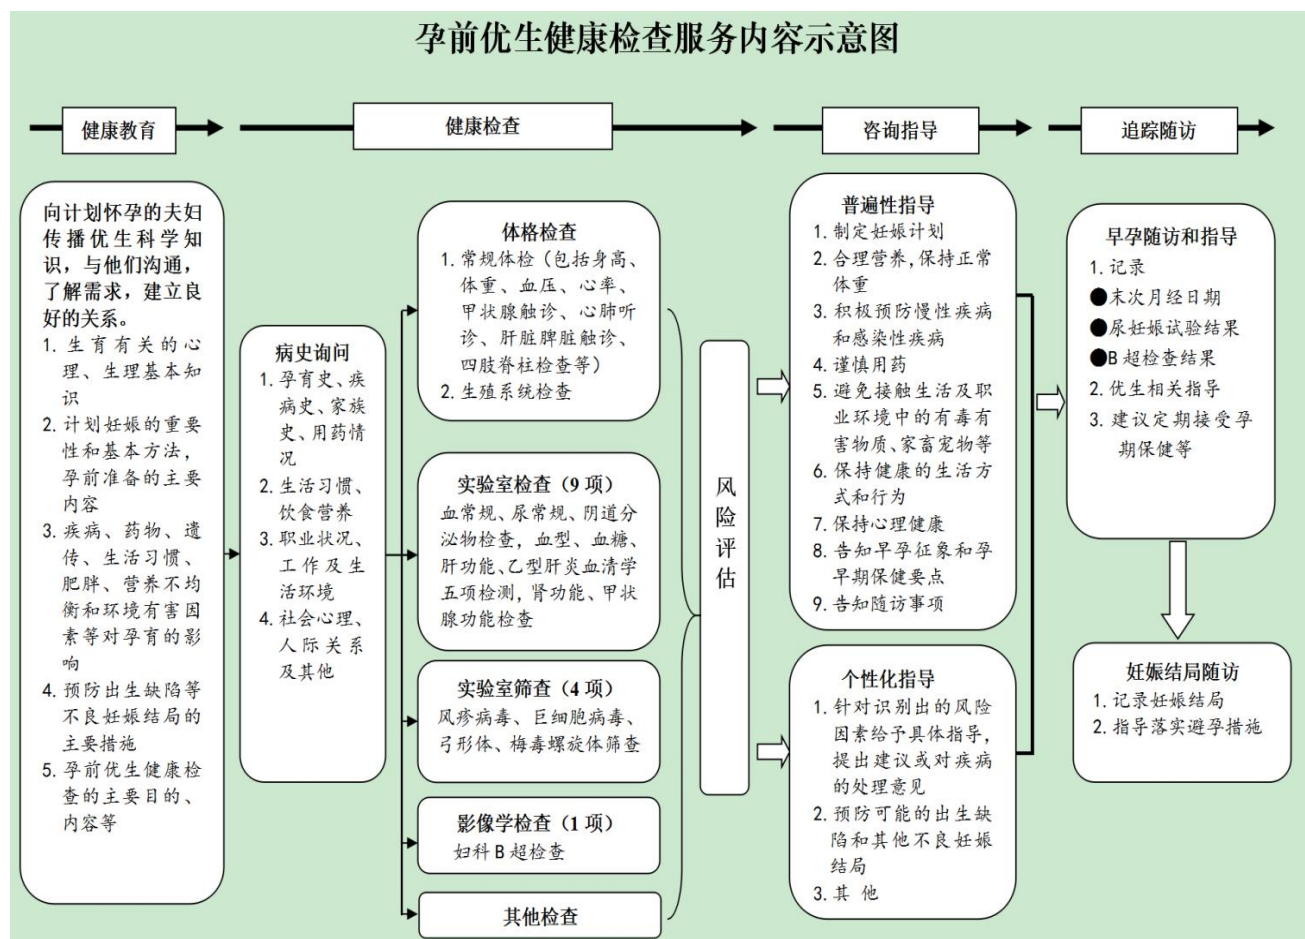 孕前优生健康检查服务内容示意图
健康教育
健康检查
咨询指导
追踪随访
向计划怀孕的夫妇
传播优生科学知
识，与他们沟通，
了解需求，建立良
好的关系。
1. 生育有关的心
理、生理基本知
识
2. 计划妊娠的重要
性和基本方法，
孕前准备的主要
内容
3. 疾病、药物、遗
传、生活习惯、
肥胖、营养不均
衡和环境有害因
素等对孕育的影
响
4. 预防出生缺陷等
不良妊娠结局的
主要措施
5. 孕前优生健康检
查的主要目的、
内容等
病史询问
1. 孕育史、疾
病史、家族
史、用药情
况
2. 生活习惯、
饮食营养
3. 职业状况、
工作及生
活环境
4. 社会心理、
人际关系
及其他
体格检查
1. 常规体检（包括身高、
体重、血压、心率、
甲状腺触诊、心肺听
诊、肝脏脾脏触诊、
四肢脊柱检查等）
2. 生殖系统检查
实验室检查（9 项）
血常规、尿常规、阴道分
泌物检查，血型、血糖、
肝功能、乙型肝炎血清学
五项检测，肾功能、甲状
腺功能检查
实验室筛查（4 项）
风疹病毒、巨细胞病毒、
弓形体、梅毒螺旋体筛查
影像学检查（1 项）
妇科 B 超检查
其他检查
风
险
评
估
普遍性指导
1. 制定妊娠计划
2. 合理营养，保持正常
体重
3. 积极预防慢性疾病
和感染性疾病
4. 谨慎用药
5. 避免接触生活及职
业环境中的有毒有
害物质、家畜宠物等
6. 保持健康的生活方
式和行为
7. 保持心理健康
8. 告知早孕征象和孕
早期保健要点
9. 告知随访事项
个性化指导
1. 针对识别出的风险
因素给予具体指导，
提出建议或对疾病
的处理意见
2. 预防可能的出生缺
陷和其他不良妊娠
结局
3. 其 他
早孕随访和指导
1. 记录
●末次月经日期
●尿妊娠试验结果
●B 超检查结果
2. 优生相关指导
3. 建议定期接受孕
期保健等
妊娠结局随访
1. 记录妊娠结局
2. 指导落实避孕措施